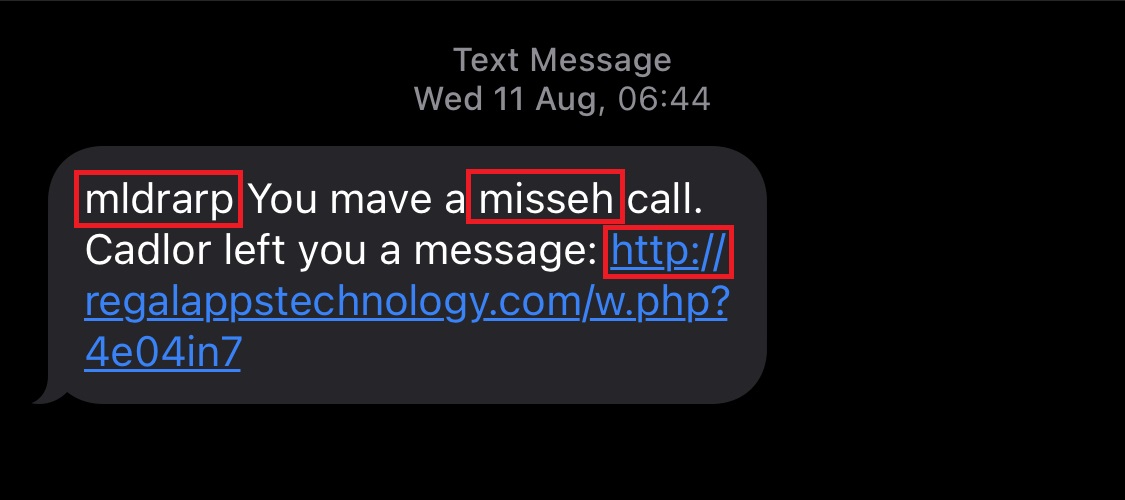 Text Message
Wed 11 Aug, 06:44
mldrarp You mave a misseh call.
Cadlor left you a message: http://
regalappstechnology.com/w.php?
4e04in7